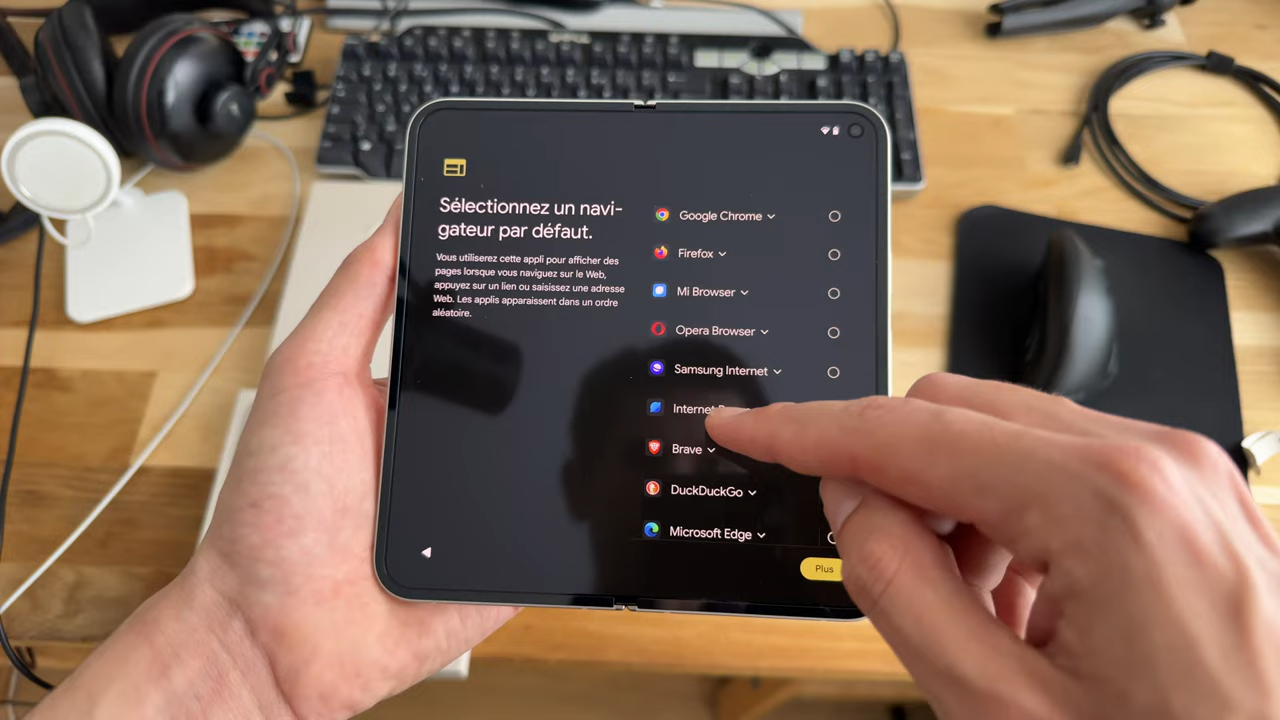 Sélectionnez un navi-
gateur par défaut.
Vous utiliserez cette appli pour afficher des
pages lorsque vous naviguez sur le Web,
appuyez sur un lien ou saisissez une adresse
Web. Les applis apparaissent dans un ordre
aléatoire.
Google Chrome
Firefox
Mi Browser
Opera Browser
Samsung Internet
Internet
Brave
DuckDuckGo
Microsoft Edge
Plus